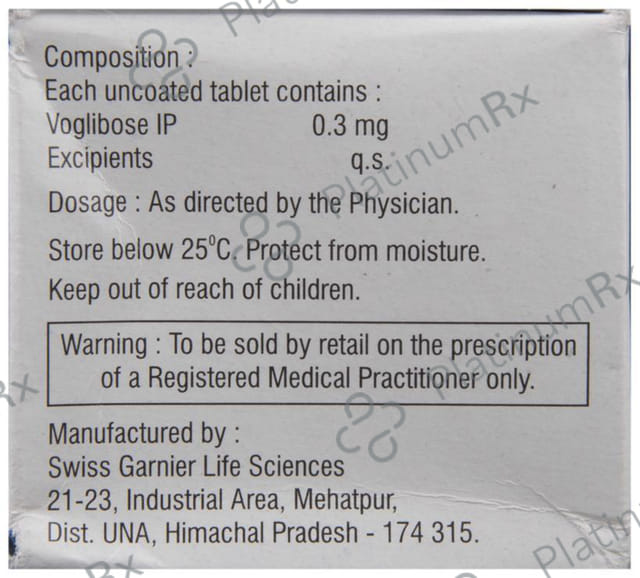 Composition :
Each uncoated tablet contains :
Voglibose IP 0.3 mg
Excipients q.s.
Dosage : As directed by the Physician.
Store below 25°C. Protect from moisture.
Keep out of reach of children.
Warning : To be sold by retail on the prescription
of a Registered Medical Practitioner only.
Manufactured by :
Swiss Garnier Life Sciences
21-23, Industrial Area, Mehatpur,
Dist. UNA, Himachal Pradesh - 174 315.
PlatinumRx
PlatinumRx